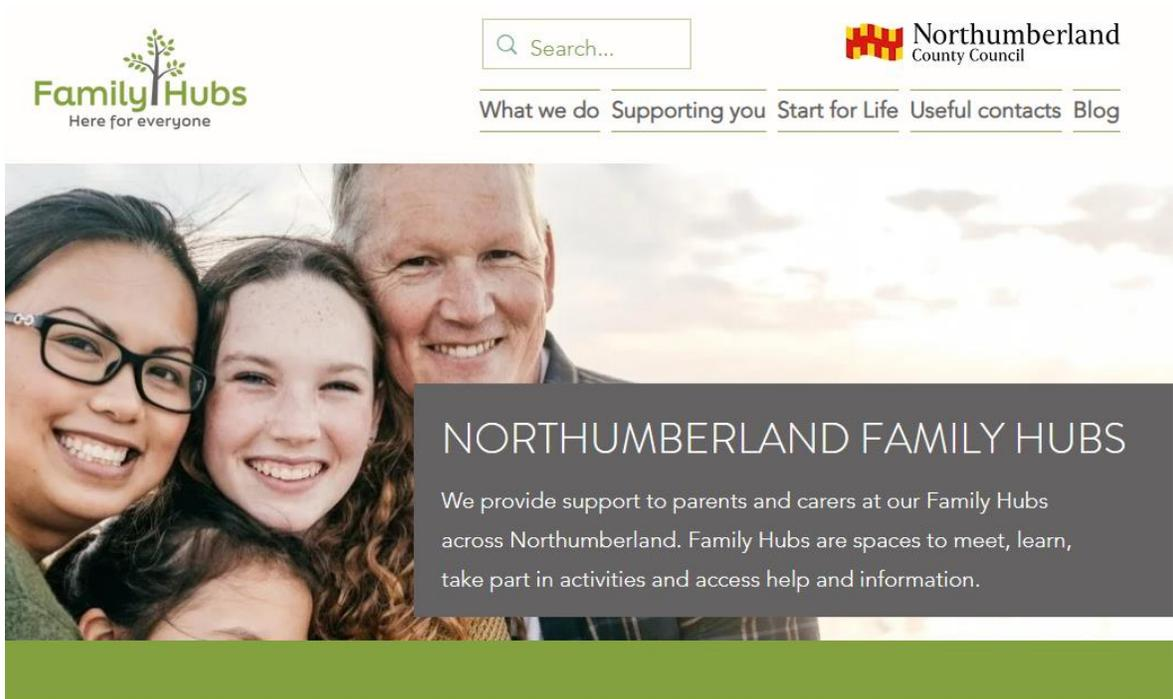 Family Hubs
Here for everyone
Search...
Northumberland
County Council
What we do Supporting you Start for Life Useful contacts Blog
NORTHUMBERLAND FAMILY HUBS
We provide support to parents and carers at our Family Hubs
across Northumberland. Family Hubs are spaces to meet, learn,
take part in activities and access help and information.